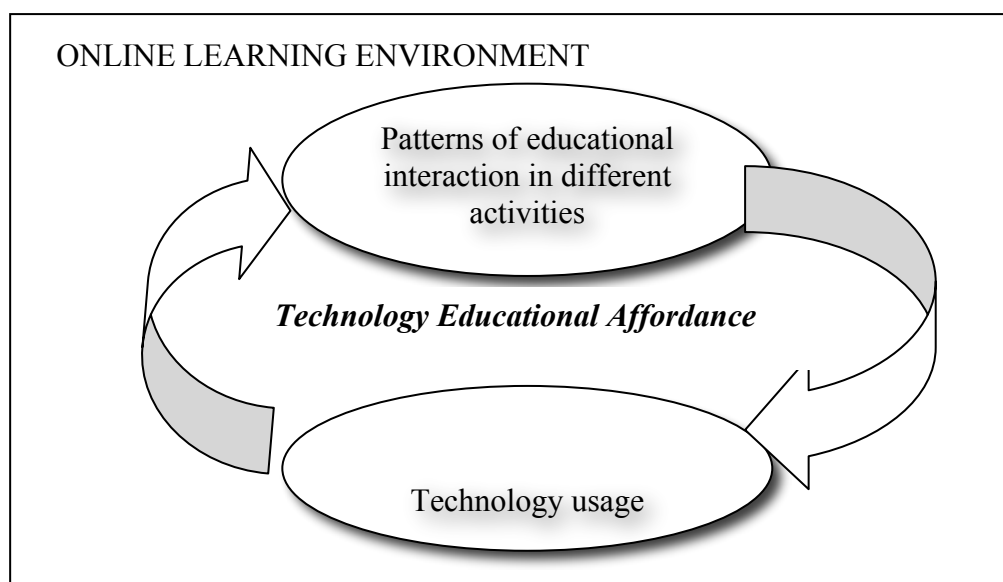 ONLINE LEARNING ENVIRONMENT
Patterns of educational
interaction in different
activities
Technology Educational Affordance
Technology usage